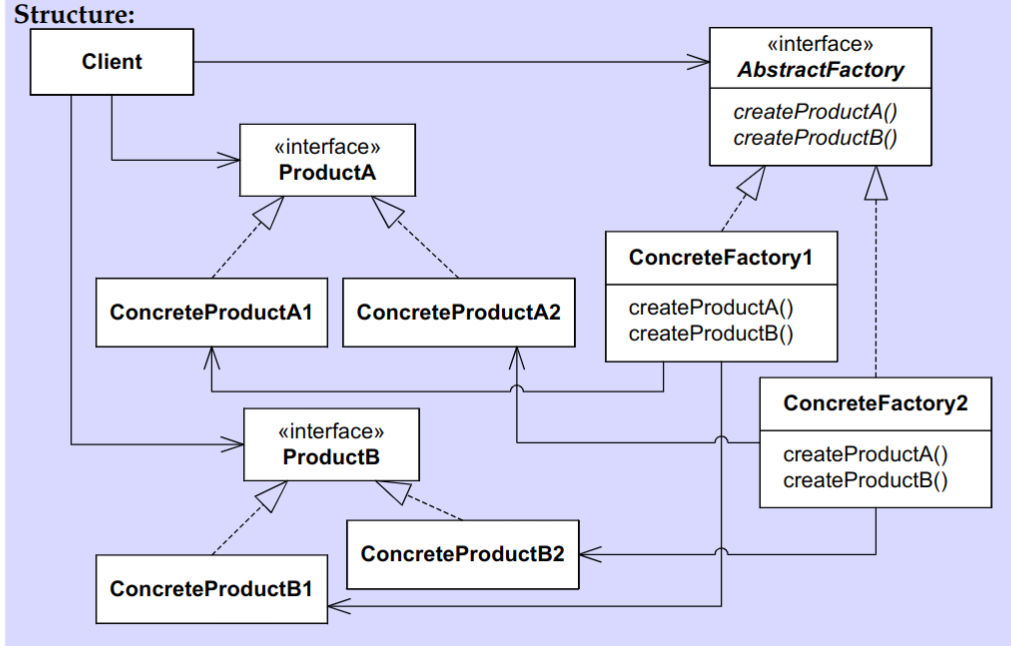 Structure:
Client
«interface»
AbstractFactory
createProductA()
createProductB()
«interface»
ProductA
ConcreteFactory1
createProductA()
createProductB()
ConcreteProductA1
ConcreteProductA2
ConcreteFactory2
createProductA()
createProductB()
«interface»
ProductB
ConcreteProductB2
ConcreteProductB1